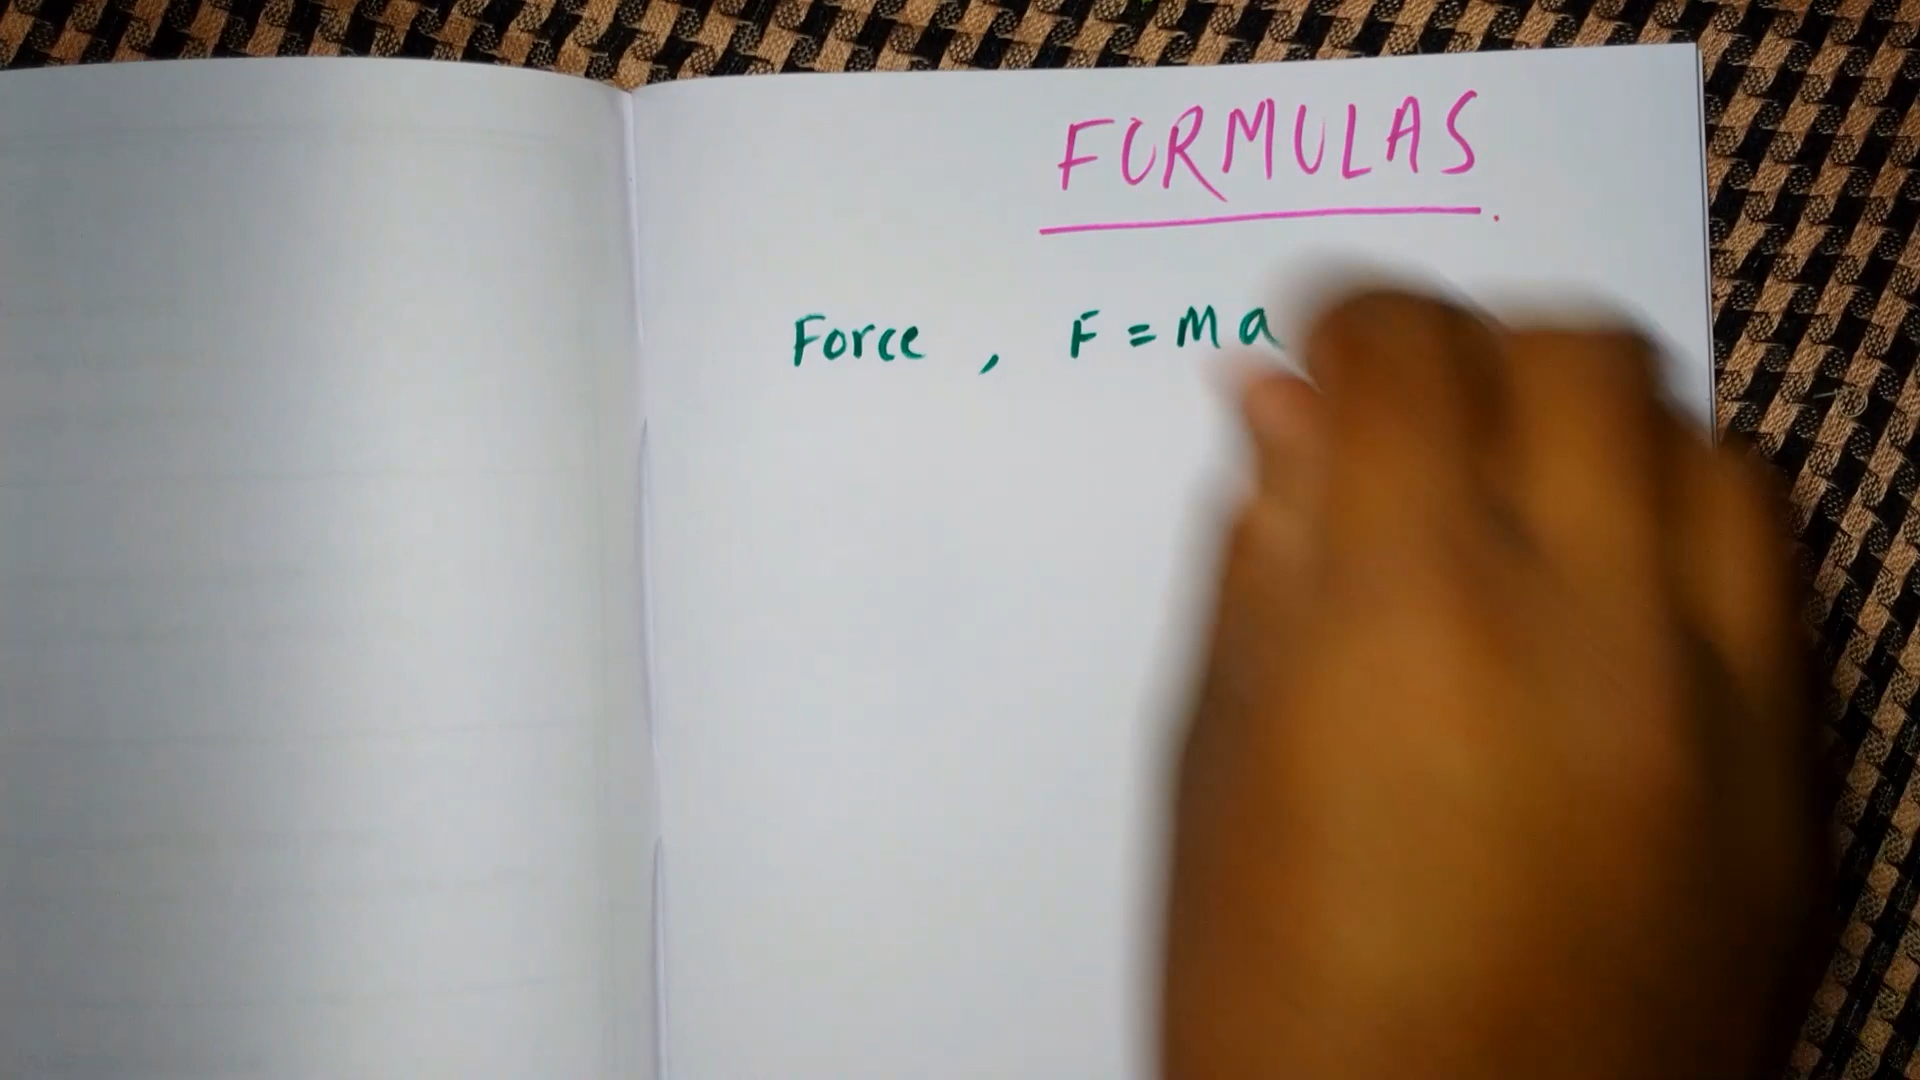 FORMULAS.
Force , F = Ma